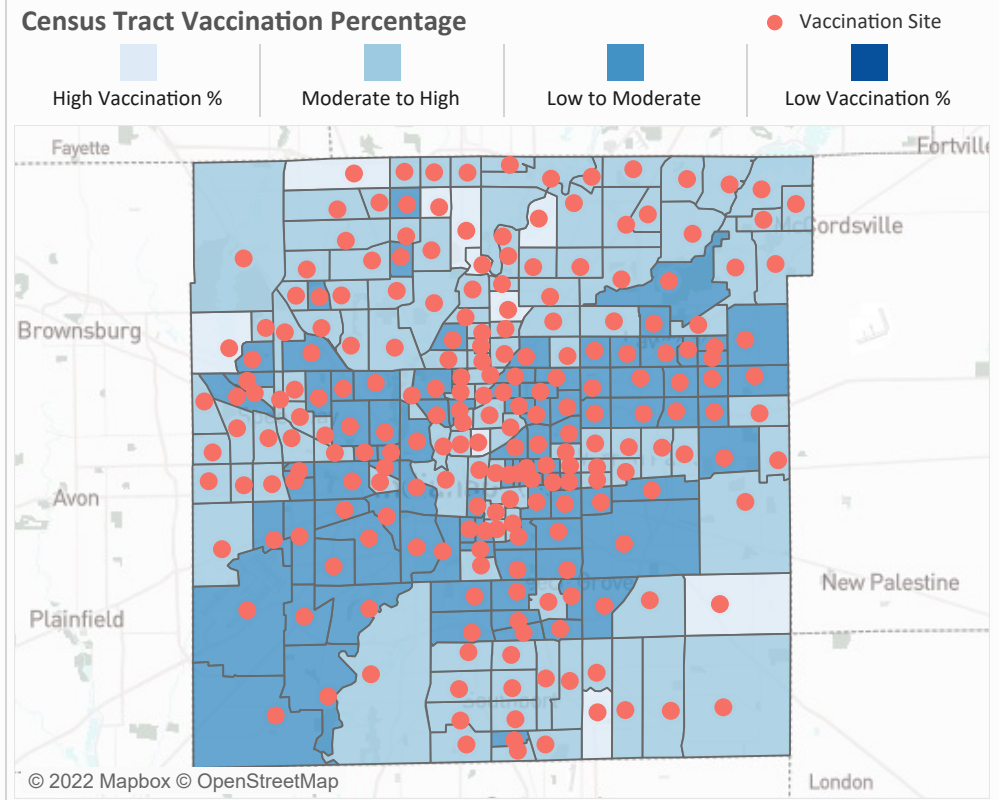 Census Tract Vaccination Percentage
Vaccination Site
High Vaccination %
Moderate to High
Low to Moderate
Low Vaccination %
Fayette
Fortville
McCordsville
Brownsburg
Avon
New Palestine
Plainfield
Southport
© 2022 Mapbox © OpenStreetMap
London